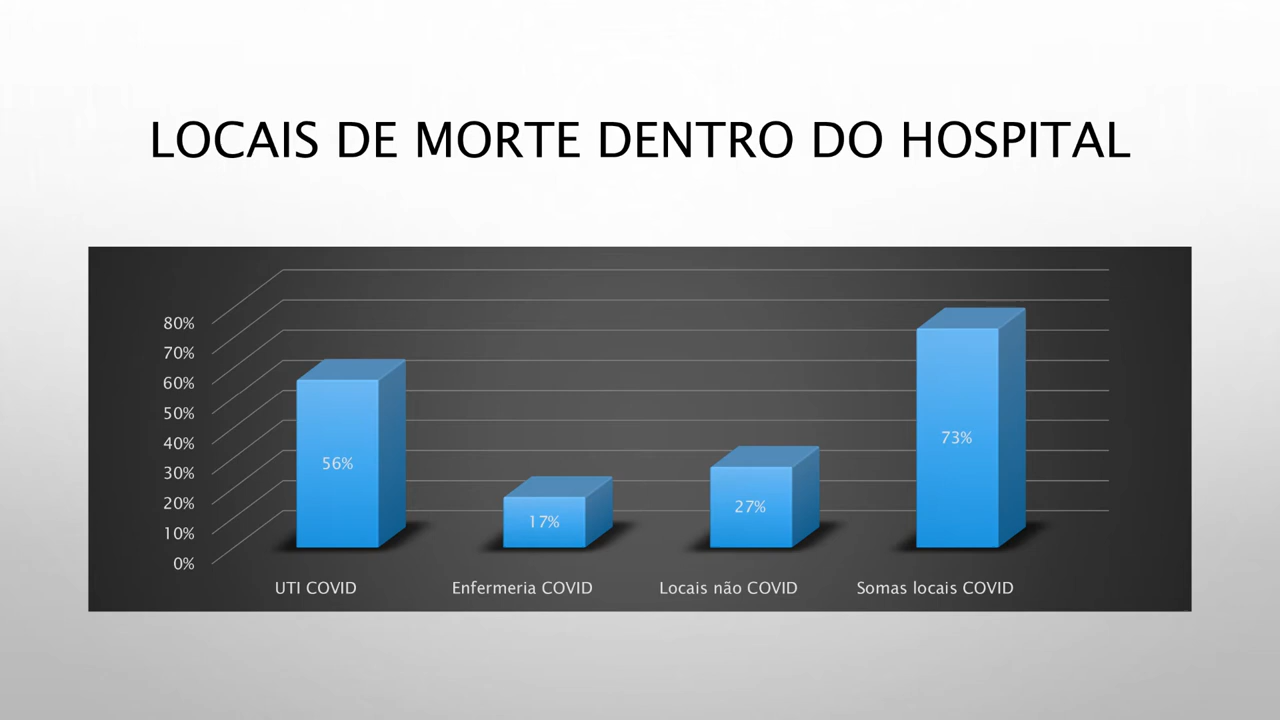 LOCAIS DE MORTE DENTRO DO HOSPITAL
80%
70%
60%
50%
40%
30%
20%
10%
0%
56%
17%
27%
73%
UTI COVID
Enfermeria COVID
Locais não COVID
Somas locais COVID